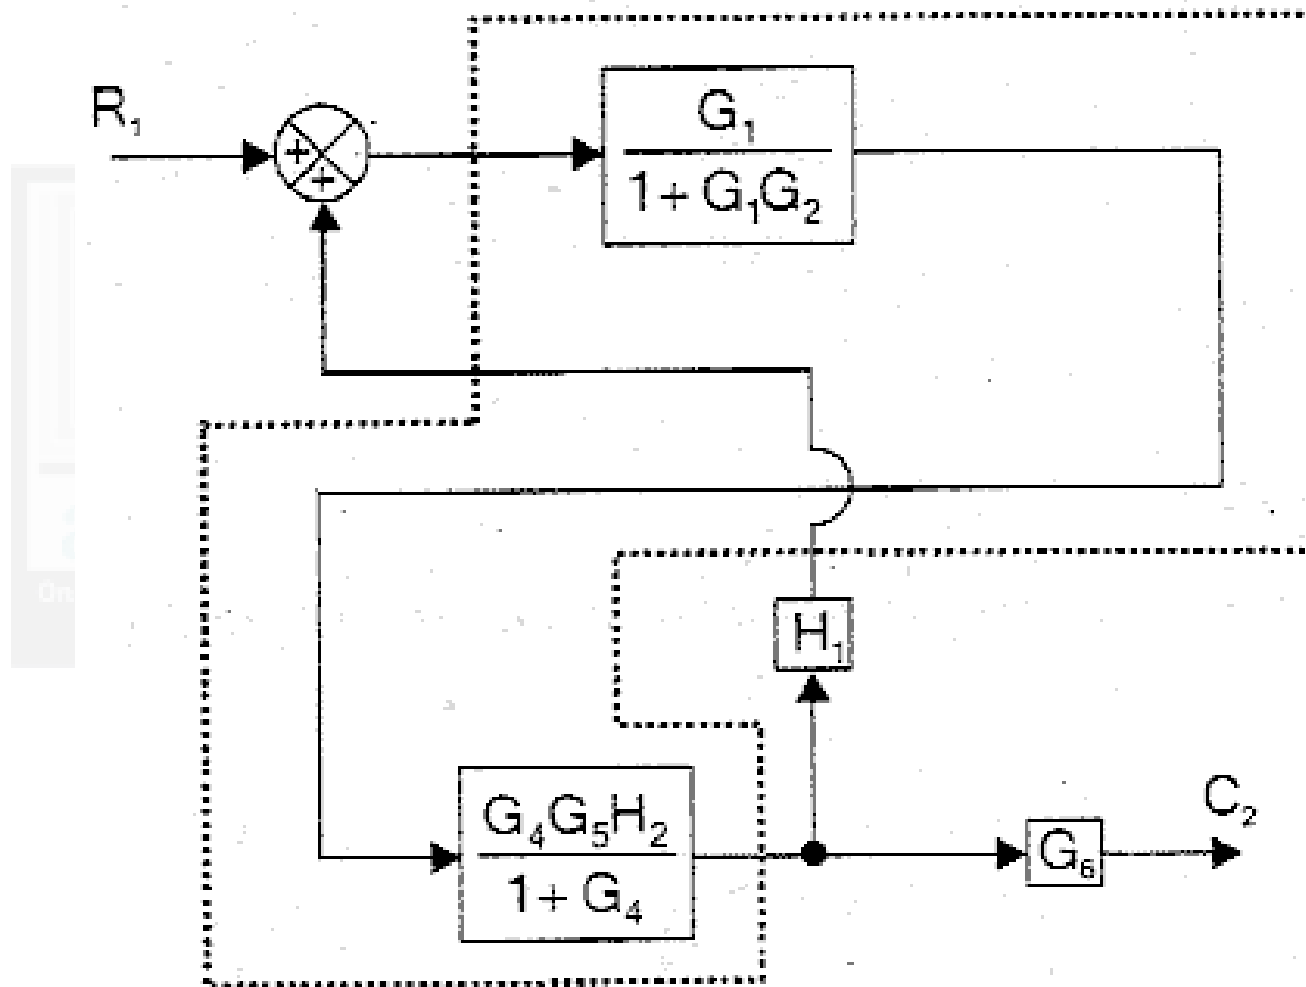 R₁
+
+
G₁
1 + G₁G₂
H₁
G₄G₅H₂
1 + G₄
G₆
C₂